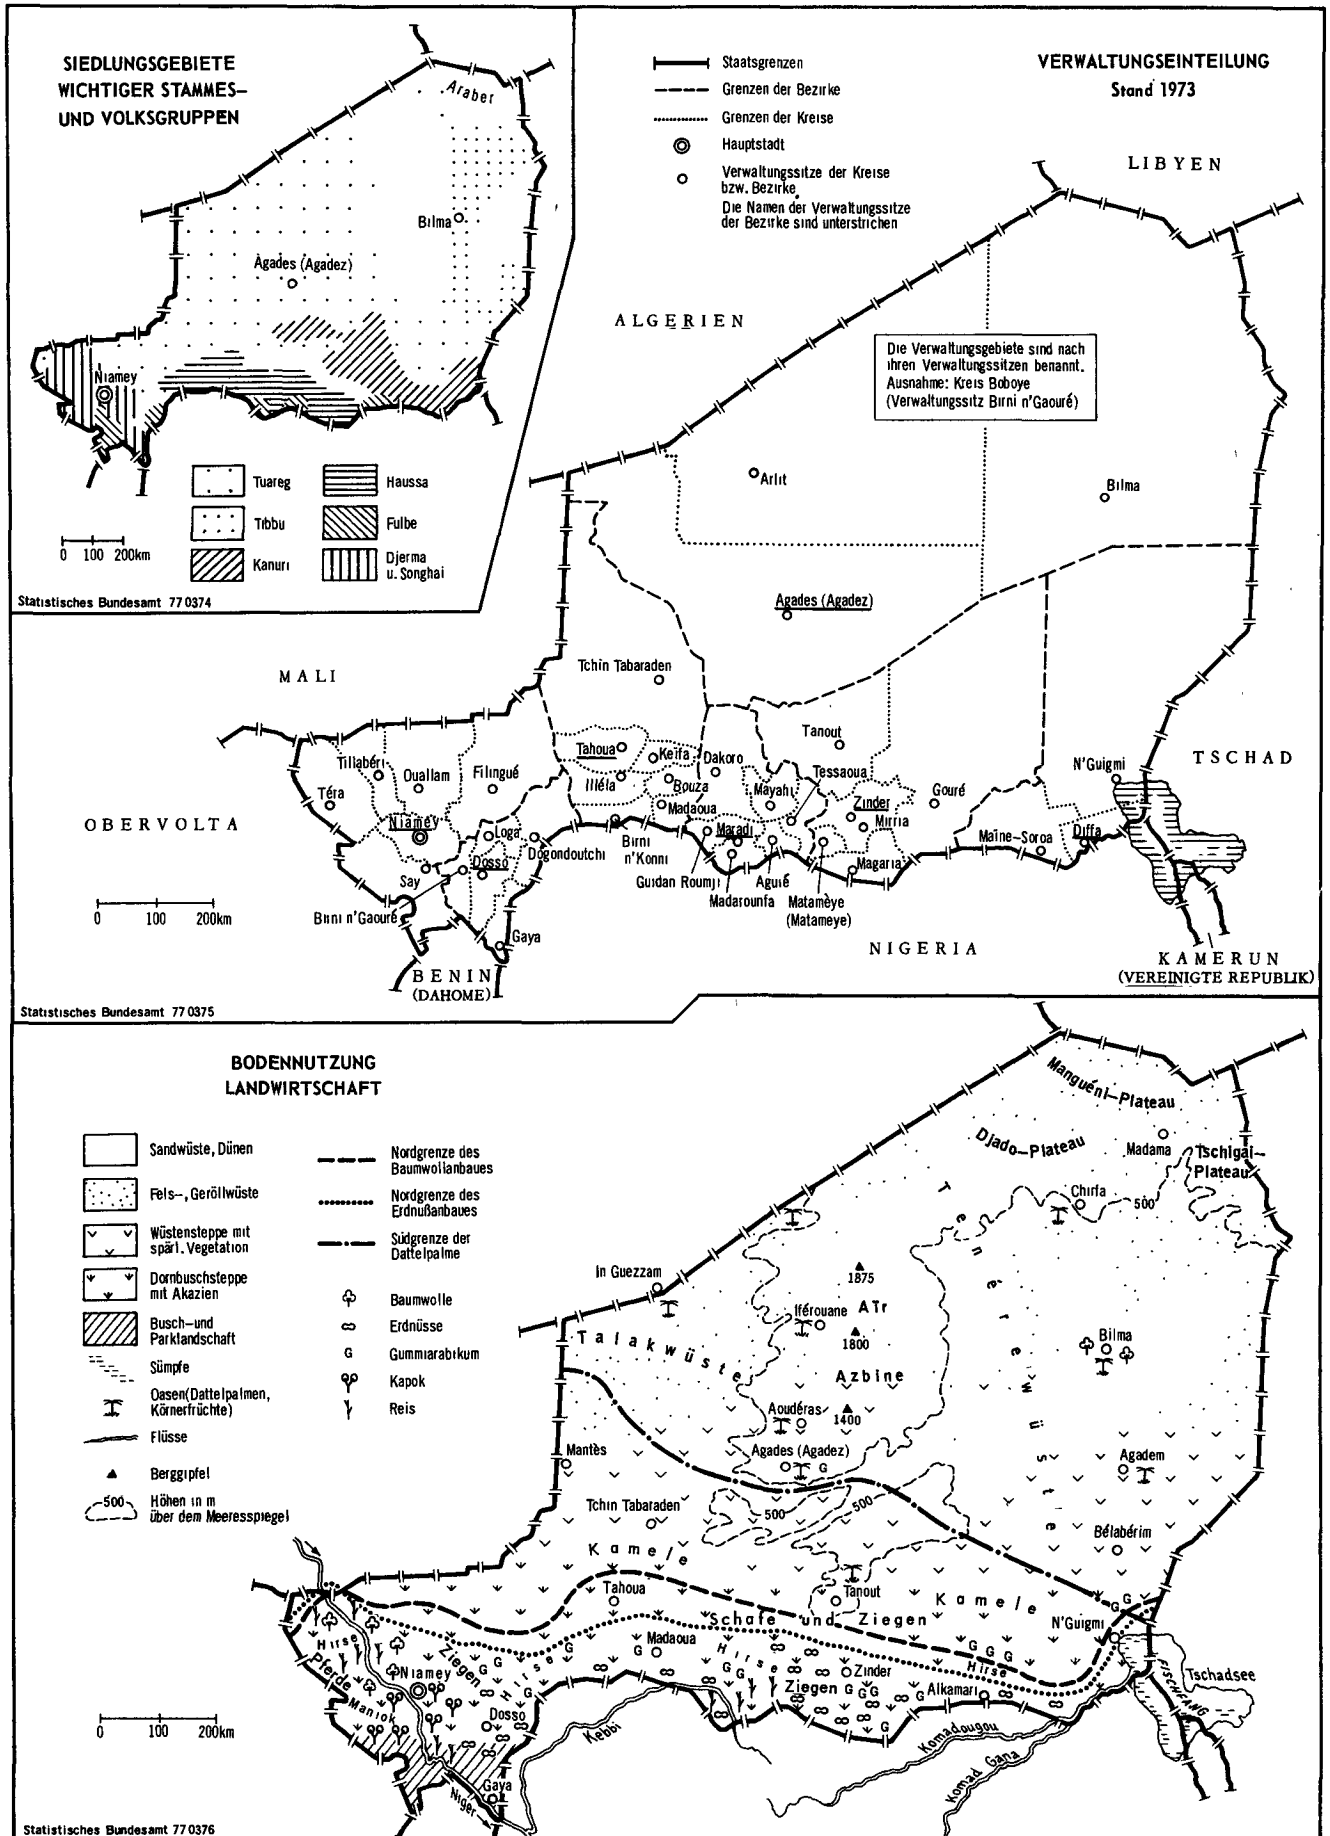 SIEDLUNGSGEBIETE
WICHTIGER STAMMES-
UND VOLKSGRUPPEN
Araber
Bilma
Agades (Agadez)
Niamey
Tuareg
Haussa
Tibbu
Fulbe
Kanuri
Djerma
u. Songhai
0 100 200km
Statistisches Bundesamt 77 0374
Staatsgrenzen
Grenzen der Bezirke
Grenzen der Kreise
Hauptstadt
Verwaltungssitze der Kreise
bzw. Bezirke
Die Namen der Verwaltungssitze
der Bezirke sind unterstrichen
VERWALTUNGSEINTEILUNG
Stand 1973
LIBYEN
ALGERIEN
Die Verwaltungsgebiete sind nach
ihren Verwaltungssitzen benannt.
Ausnahme: Kreis Boboye
(Verwaltungssitz Birni n'Gaouré)
Arlit
Bilma
Agades (Agadez)
MALI
Tchin Tabaraden
Tanout
TSCHAD
Tahoua
Keïfa
Dakoro
Tessaoua
N'Guigmi
Tillabéri
Ouallam
Filingué
Illéla
Bouza
Mayahi
Zinder
Gouré
Téra
Madaoua
OBERVOLTA
Niamey
Loga
Maradi
Mirria
Maïne-Soroa
Diffa
Dosso
Dogondoutchi
Birni
n'Konni
Say
Guidan Roumji
Aguié
Magaria
Madarounfa
Matamèye
(Matameye)
Birni n'Gaouré
0 100 200km
Gaya
NIGERIA
BENIN
(DAHOME)
KAMERUN
(VEREINIGTE REPUBLIK)
Statistisches Bundesamt 77 0375
BODENNUTZUNG
LANDWIRTSCHAFT
Sandwüste, Dünen
Fels-, Geröllwüste
Wüstensteppe mit
spärl. Vegetation
Dornbuschsteppe
mit Akazien
Busch-und
Parklandschaft
Sümpfe
Oasen(Dattelpalmen,
Körnerfrüchte)
Flüsse
Berggipfel
500
Höhen in m
über dem Meeresspiegel
Nordgrenze des
Baumwollanbaues
Nordgrenze des
Erdnußanbaues
Südgrenze der
Dattelpalme
Baumwolle
Erdnüsse
G Gummiarabikum
Kapok
Reis
Manguéni-Plateau
Djado-Plateau
Madama
Tschigai-
Plateau
Chirfa
500
Ténérewüste
In Guezzam
1875
Iférouane
ATr
1800
Talakwüste
Bilma
Azbine
Aoudéras
1400
Mantès
Agades (Agadez)
G
Agadem
Tchin Tabaraden
500
500
Bélabérim
Kamele
Tahoua
Tanout
Kamele
G G
Schafe und Ziegen
N'Guigmi
Hirse
Ziegen
Hirse
G
Madaoua
Hirse
G G G
Hirse
Tschadsee
FISCHFANG
Pferde
Niamey
Zinder
Ziegen
G G G
Alkamari
Maniok
Dosso
G
Kebbi
Komadougou
Komad Gana
Gaya
Niger
0 100 200km
Statistisches Bundesamt 77 0376